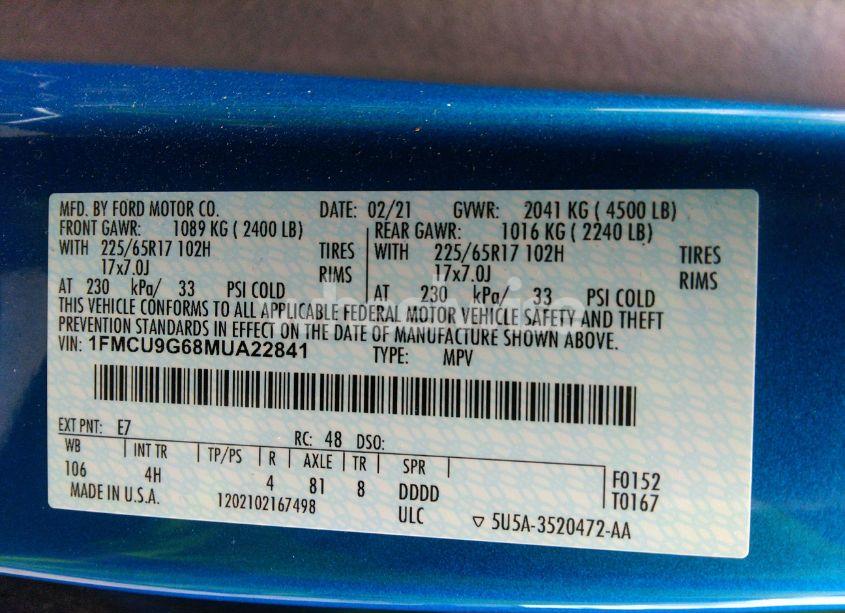 MFD. BY FORD MOTOR CO. DATE: 02/21 GVWR: 2041 KG ( 4500 LB)
FRONT GAWR: 1089 KG ( 2400 LB) REAR GAWR: 1016 KG ( 2240 LB)
WITH 225/65R17 102H TIRES WITH 225/65R17 102H TIRES
17x7.0J RIMS 17x7.0J RIMS
AT 230 kPa/ 33 PSI COLD AT 230 kPa/ 33 PSI COLD
THIS VEHICLE CONFORMS TO ALL APPLICABLE FEDERAL MOTOR VEHICLE SAFETY AND THEFT
PREVENTION STANDARDS IN EFFECT ON THE DATE OF MANUFACTURE SHOWN ABOVE.
VIN: 1FMCU9G68MUA22841 TYPE: MPV
EXT PNT: E7 RC: 48 DSO:
WB INT TR TP/PS R AXLE TR SPR F0152
106 4H 4 81 8 DDDD T0167
MADE IN U.S.A. 1202102167498 ULC ▽ 5U5A-3520472-AA